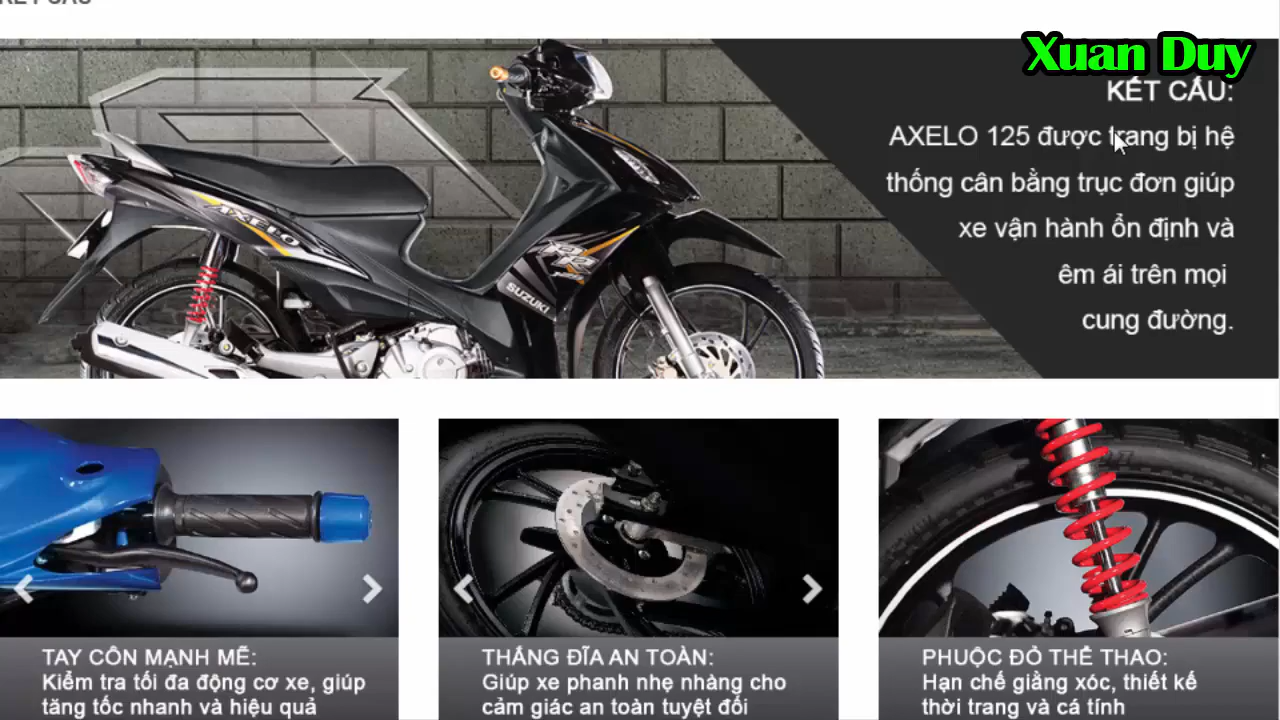 Xuan Duy
KẾT CẤU:
AXELO 125 được trang bị hệ
thống cân bằng trục đơn giúp
xe vận hành ổn định và
êm ái trên mọi
cung đường.
AXELO
RR
SUZUKI
TAY CÔN MẠNH MẼ:
Kiểm tra tối đa động cơ xe, giúp
tăng tốc nhanh và hiệu quả
THẮNG ĐĨA AN TOÀN:
Giúp xe phanh nhẹ nhàng cho
cảm giác an toàn tuyệt đối
PHUỘC ĐỎ THỂ THAO:
Hạn chế giằng xóc, thiết kế
thời trang và cá tính